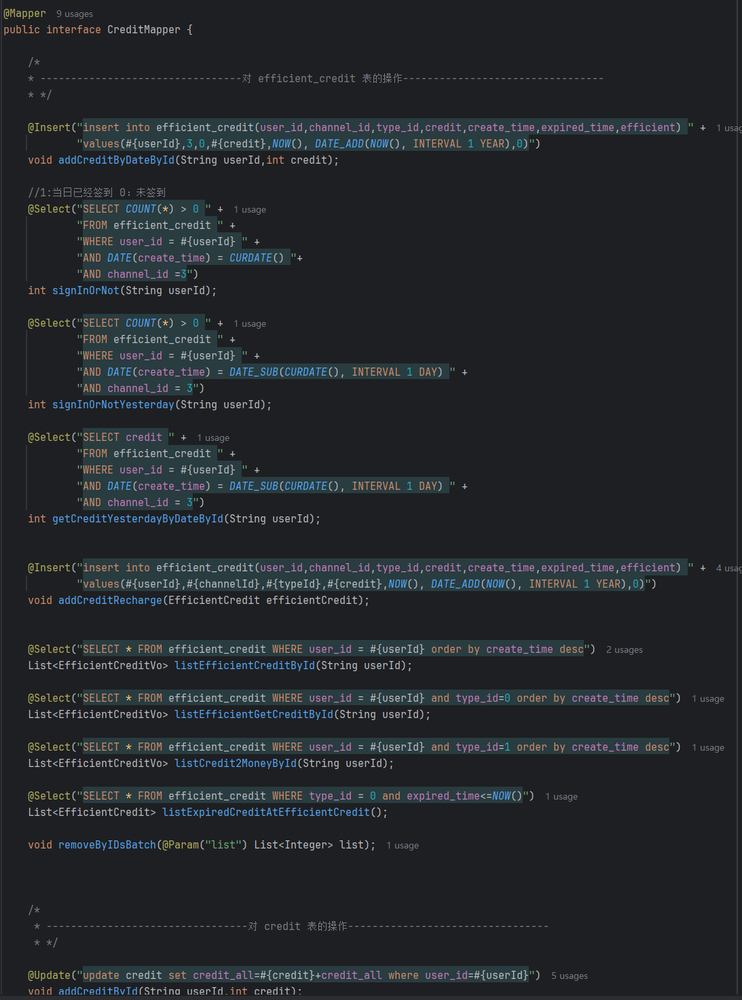 @Mapper 9 usages
public interface CreditMapper {
/*
* ---------------------------------对 efficient_credit 表的操作---------------------------------
* */
@Insert("insert into efficient_credit(user_id,channel_id,type_id,credit,create_time,expired_time,efficient) " + 1 usag
"values(#{userId},3,0,#{credit},NOW(), DATE_ADD(NOW(), INTERVAL 1 YEAR),0)")
void addCreditByDateById(String userId,int credit);
//1:当日已经签到 0：未签到
@Select("SELECT COUNT(*) > 0 " + 1 usage
"FROM efficient_credit " +
"WHERE user_id = #{userId} " +
"AND DATE(create_time) = CURDATE() "+
"AND channel_id =3")
int signInOrNot(String userId);
@Select("SELECT COUNT(*) > 0 " + 1 usage
"FROM efficient_credit " +
"WHERE user_id = #{userId} " +
"AND DATE(create_time) = DATE_SUB(CURDATE(), INTERVAL 1 DAY) " +
"AND channel_id = 3")
int signInOrNotYesterday(String userId);
@Select("SELECT credit " + 1 usage
"FROM efficient_credit " +
"WHERE user_id = #{userId} " +
"AND DATE(create_time) = DATE_SUB(CURDATE(), INTERVAL 1 DAY) " +
"AND channel_id = 3")
int getCreditYesterdayByDateById(String userId);
@Insert("insert into efficient_credit(user_id,channel_id,type_id,credit,create_time,expired_time,efficient) " + 4 usag
"values(#{userId},#{channelId},#{typeId},#{credit},NOW(), DATE_ADD(NOW(), INTERVAL 1 YEAR),0)")
void addCreditRecharge(EfficientCredit efficientCredit);
@Select("SELECT * FROM efficient_credit WHERE user_id = #{userId} order by create_time desc") 2 usages
List<EfficientCreditVo> listEfficientCreditById(String userId);
@Select("SELECT * FROM efficient_credit WHERE user_id = #{userId} and type_id=0 order by create_time desc") 1 usage
List<EfficientCreditVo> listEfficientGetCreditById(String userId);
@Select("SELECT * FROM efficient_credit WHERE user_id = #{userId} and type_id=1 order by create_time desc") 1 usage
List<EfficientCreditVo> listCredit2MoneyById(String userId);
@Select("SELECT * FROM efficient_credit WHERE type_id = 0 and expired_time<=NOW()") 1 usage
List<EfficientCredit> listExpiredCreditAtEfficientCredit();
void removeByIDsBatch(@Param("list") List<Integer> list); 1 usage
/*
* ---------------------------------对 credit 表的操作---------------------------------
* */
@Update("update credit set credit_all=#{credit}+credit_all where user_id=#{userId}") 5 usages
void addCreditById(String userId,int credit);